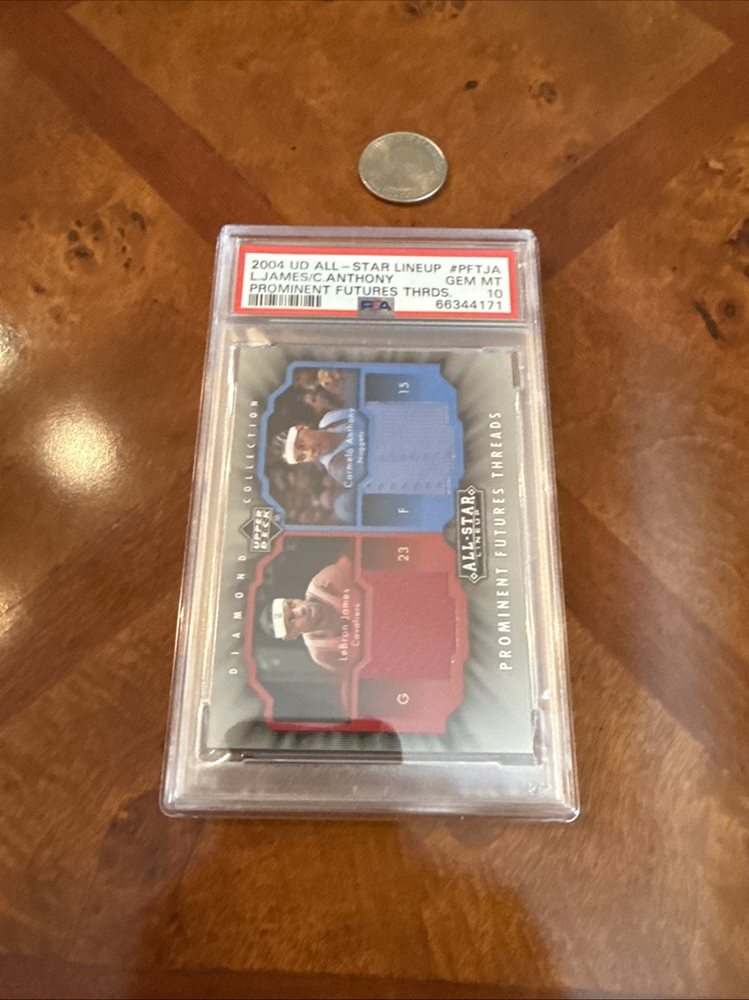 2004 UD ALL-STAR LINEUP #PFTJA
L.JAMES/C.ANTHONY GEM MT
PROMINENT FUTURES THRDS. 10
PSA 66344171
DIAMOND UPPER DECK COLLECTION
LeBron James
Cavaliers
G 23
Carmelo Anthony
Nuggets
F 15
ALL-STAR
LINEUP
PROMINENT FUTURES THREADS